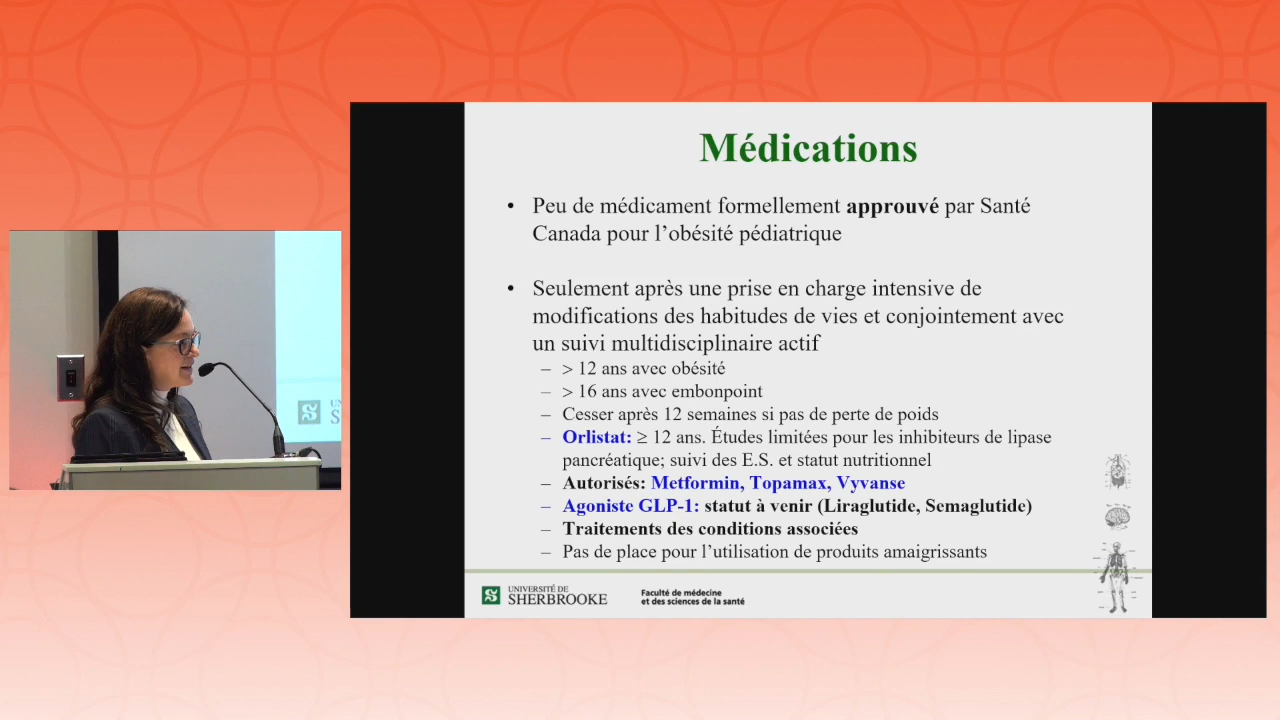 Médications
• Peu de médicament formellement approuvé par Santé
Canada pour l’obésité pédiatrique
• Seulement après une prise en charge intensive de
modifications des habitudes de vies et conjointement avec
un suivi multidisciplinaire actif
– > 12 ans avec obésité
– > 16 ans avec embonpoint
– Cesser après 12 semaines si pas de perte de poids
– Orlistat: ≥ 12 ans. Études limitées pour les inhibiteurs de lipase
pancréatique; suivi des E.S. et statut nutritionnel
– Autorisés: Metformin, Topamax, Vyvanse
– Agoniste GLP-1: statut à venir (Liraglutide, Semaglutide)
– Traitements des conditions associées
– Pas de place pour l’utilisation de produits amaigrissants
UNIVERSITÉ DE
SHERBROOKE
Faculté de médecine
et des sciences de la santé